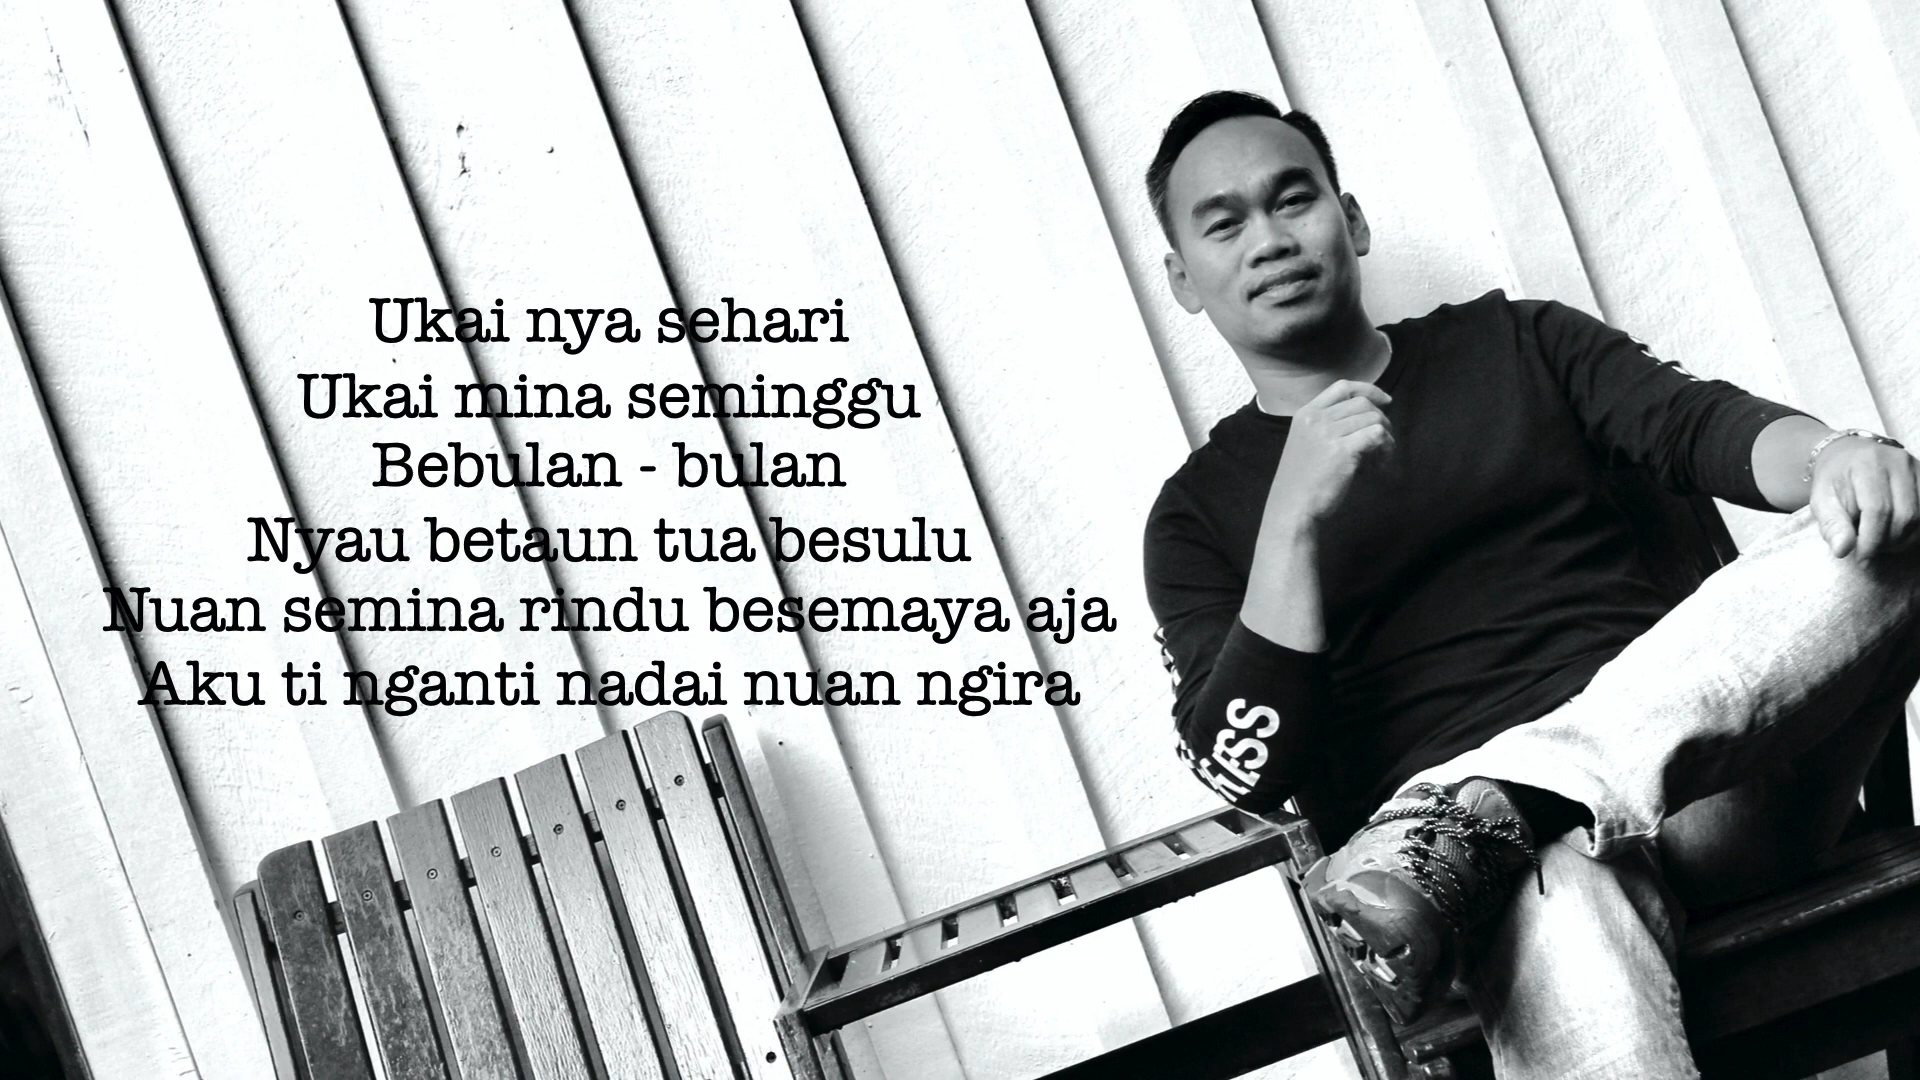 Ukai nya sehari
Ukai mina seminggu
Bebulan - bulan
Nyau betaun tua besulu
Nuan semina rindu besemaya aja
Aku ti nganti nadai nuan ngira